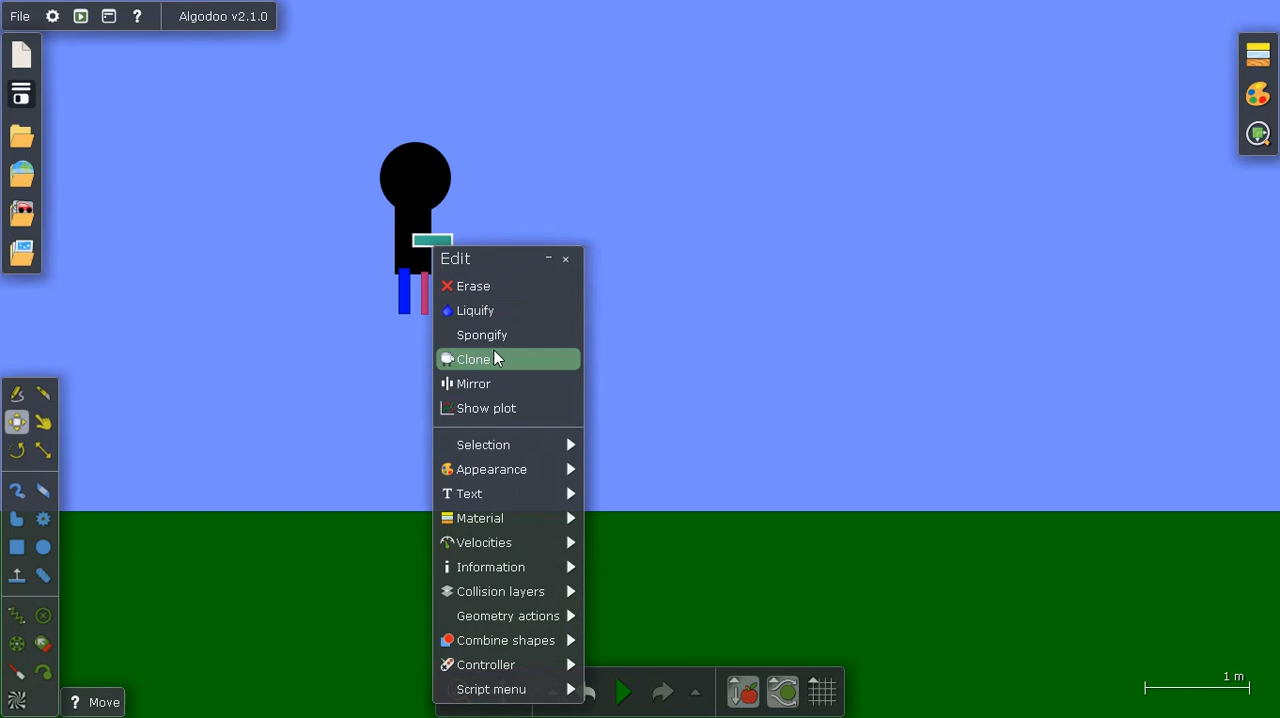 File ? Algodoo v2.1.0
Edit
Erase
Liquify
Spongify
Clone
Mirror
Show plot
Selection
Appearance
T Text
Material
Velocities
i Information
Collision layers
Geometry actions
Combine shapes
Controller
Script menu
? Move
1 m